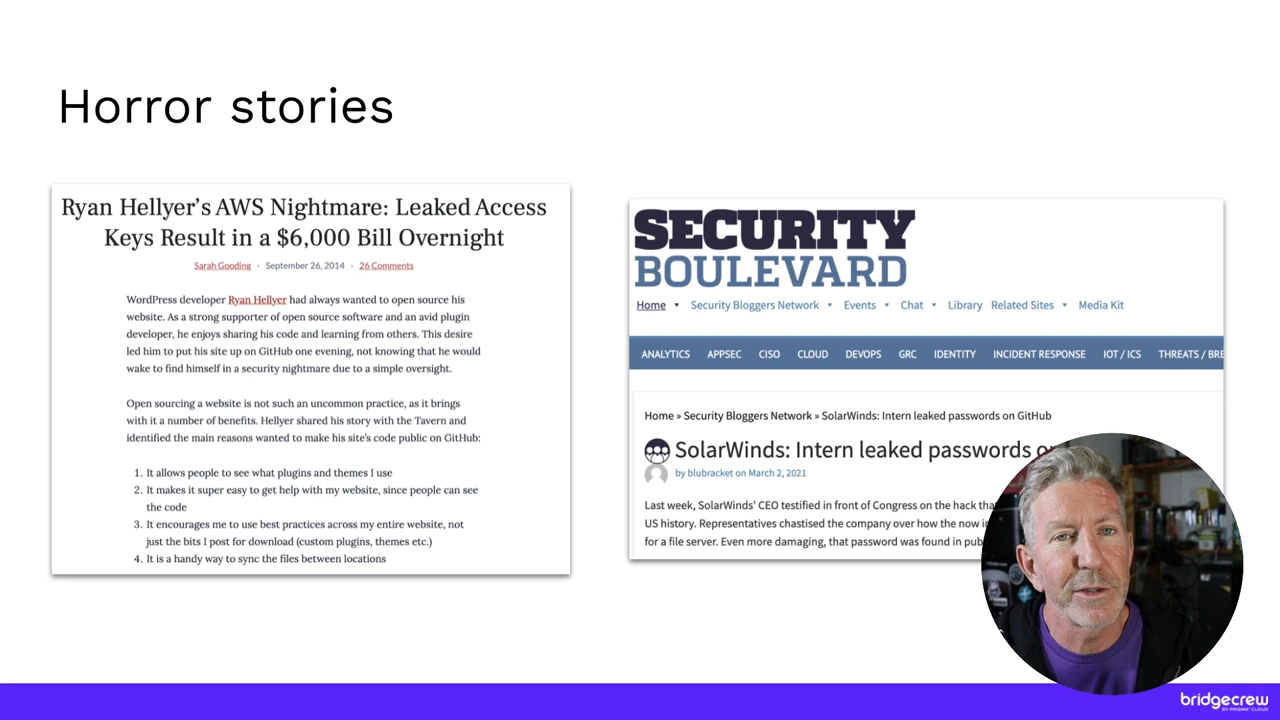 Horror stories
Ryan Hellyer's AWS Nightmare: Leaked Access
Keys Result in a $6,000 Bill Overnight
Sarah Gooding · September 26, 2014 · 26 Comments
WordPress developer Ryan Hellyer had always wanted to open source his
website. As a strong supporter of open source software and an avid plugin
developer, he enjoys sharing his code and learning from others. This desire
led him to put his site up on GitHub one evening, not knowing that he would
wake to find himself in a security nightmare due to a simple oversight.
Open sourcing a website is not such an uncommon practice, as it brings
with it a number of benefits. Hellyer shared his story with the Tavern and
identified the main reasons wanted to make his site's code public on GitHub:
1. It allows people to see what plugins and themes I use
2. It makes it super easy to get help with my website, since people can see
the code
3. It encourages me to use best practices across my entire website, not
just the bits I post for download (custom plugins, themes etc.)
4. It is a handy way to sync the files between locations
SECURITY
BOULEVARD
Home Security Bloggers Network Events Chat Library Related Sites Media Kit
ANALYTICS APPSEC CISO CLOUD DEVOPS GRC IDENTITY INCIDENT RESPONSE IOT / ICS THREATS / BRE
Home » Security Bloggers Network » SolarWinds: Intern leaked passwords on GitHub
SolarWinds: Intern leaked passwords o
by blubracket on March 2, 2021
Last week, SolarWinds' CEO testified in front of Congress on the hack tha
US history. Representatives chastised the company over how the now in
for a file server. Even more damaging, that password was found in pub
bridgecrew
BY PRISMA CLOUD